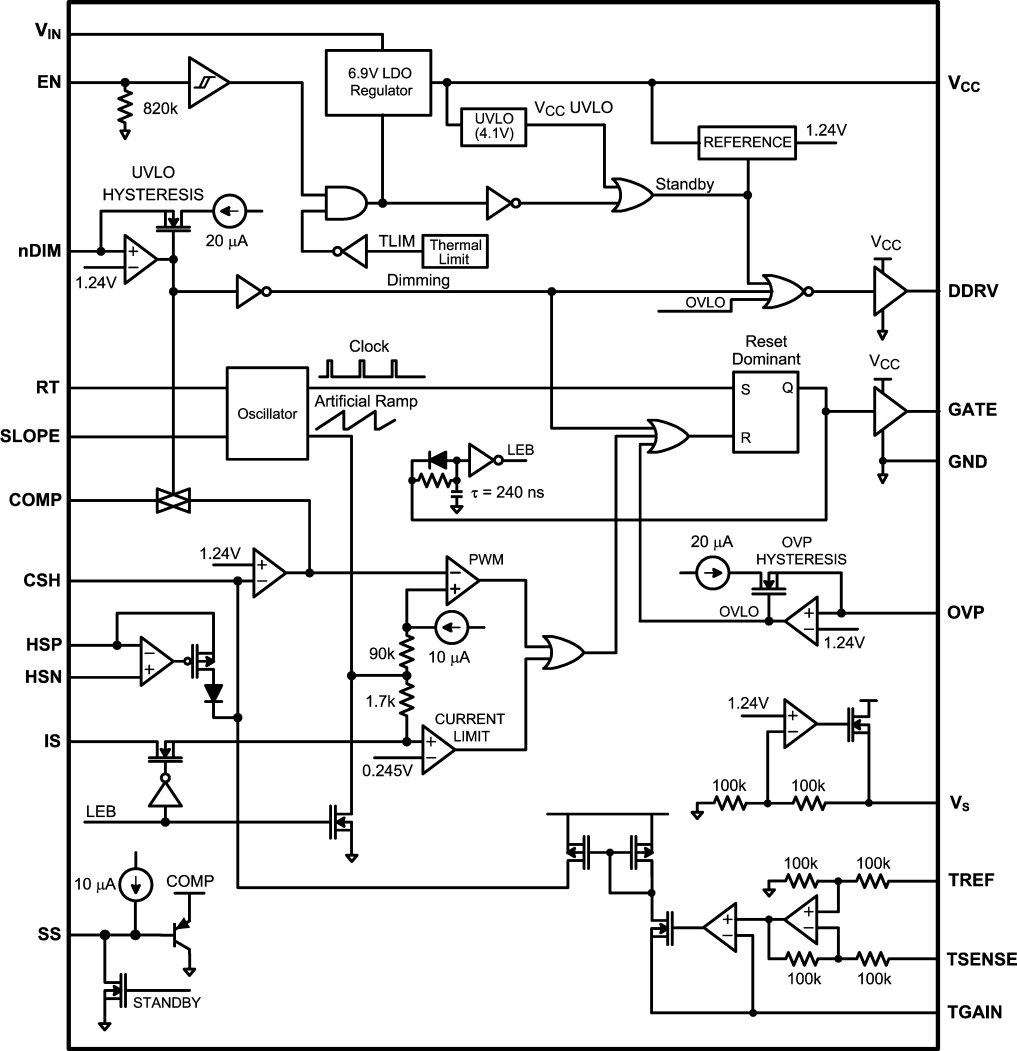 VIN
EN
820k
6.9V LDO
Regulator
VCC
UVLO
(4.1V)
VCC UVLO
REFERENCE
1.24V
Standby
UVLO
HYSTERESIS
20 µA
nDIM
1.24V
TLIM
Thermal
Limit
Dimming
OVLO
VCC
DDRV
RT
SLOPE
Oscillator
Clock
Artificial Ramp
Reset
Dominant
S
Q
R
VCC
GATE
GND
LEB
τ = 240 ns
COMP
CSH
1.24V
+
−
PWM
−
+
10 µA
90k
1.7k
20 µA
OVP
HYSTERESIS
OVLO
+
−
1.24V
OVP
HSP
HSN
−
+
IS
CURRENT
LIMIT
+
−
0.245V
LEB
1.24V
+
−
100k
100k
VS
10 µA
COMP
SS
STANDBY
100k
100k
TREF
+
−
+
−
100k
100k
TSENSE
TGAIN
+
−